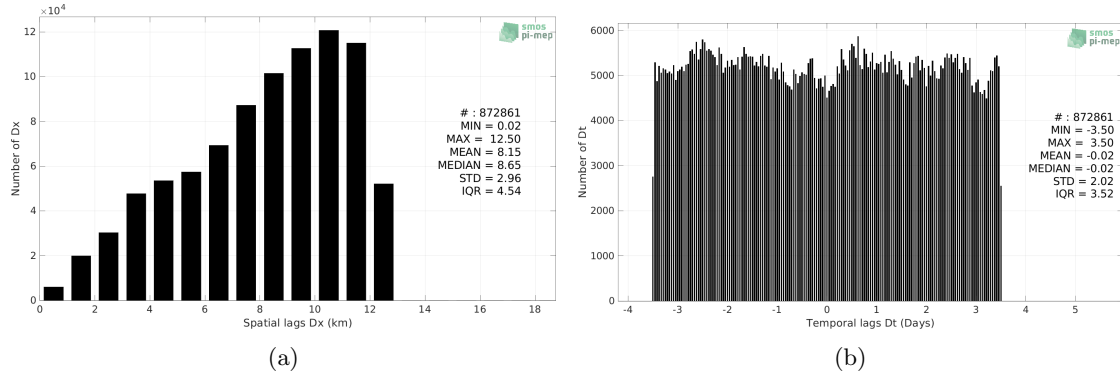 ×10⁴
12
10
8
6
4
2
0
0 2 4 6 8 10 12 14 16 18
Number of Dx
Spatial lags Dx (km)
smos
pi-mep
# : 872861
MIN = 0.02
MAX = 12.50
MEAN = 8.15
MEDIAN = 8.65
STD = 2.96
IQR = 4.54
(a)
6000
5000
4000
3000
2000
1000
0
-4 -3 -2 -1 0 1 2 3 4 5
Number of Dt
Temporal lags Dt (Days)
smos
pi-mep
# : 872861
MIN = -3.50
MAX = 3.50
MEAN = -0.02
MEDIAN = -0.02
STD = 2.02
IQR = 3.52
(b)